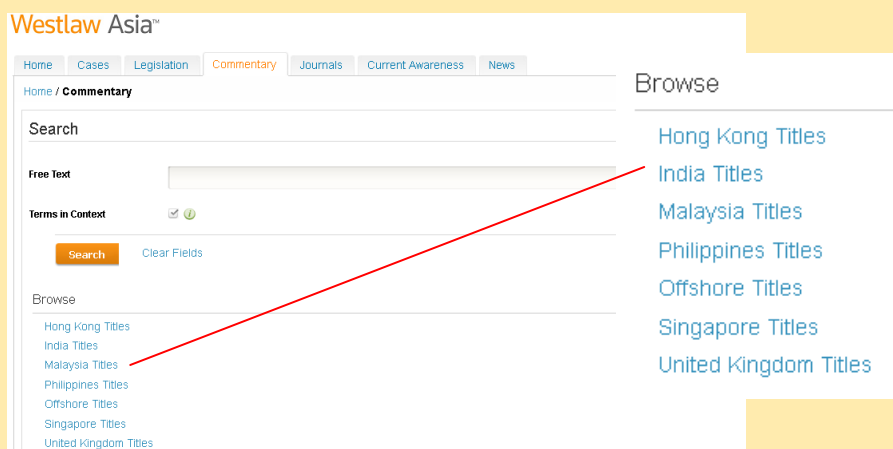 Westlaw Asia™
Home Cases Legislation Commentary Journals Current Awareness News
Home / Commentary
Search
Free Text
Terms in Context
Search Clear Fields
Browse
Hong Kong Titles
India Titles
Malaysia Titles
Philippines Titles
Offshore Titles
Singapore Titles
United Kingdom Titles
Browse
Hong Kong Titles
India Titles
Malaysia Titles
Philippines Titles
Offshore Titles
Singapore Titles
United Kingdom Titles